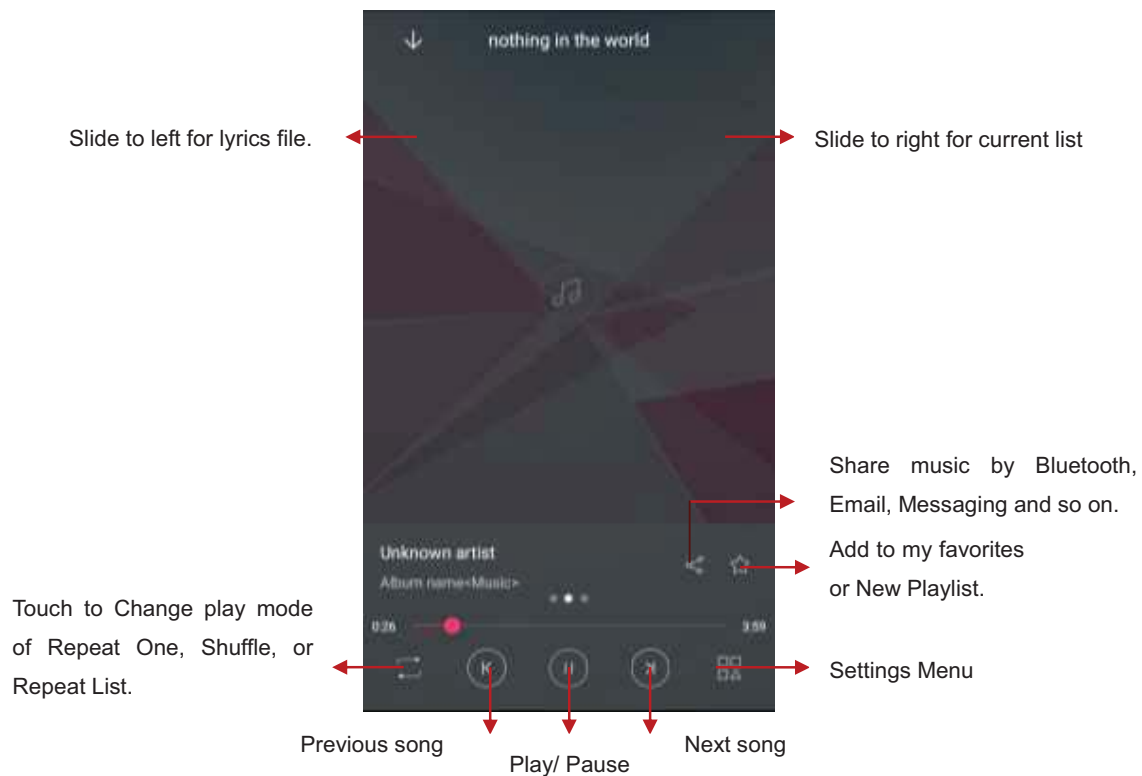 nothing in the world
Slide to left for lyrics file.
Slide to right for current list
Share music by Bluetooth,
Email, Messaging and so on.
Unknown artist
Album name<Music>
Add to my favorites
or New Playlist.
0:26
3:59
Touch to Change play mode
of Repeat One, Shuffle, or
Repeat List.
Settings Menu
Previous song
Play/ Pause
Next song